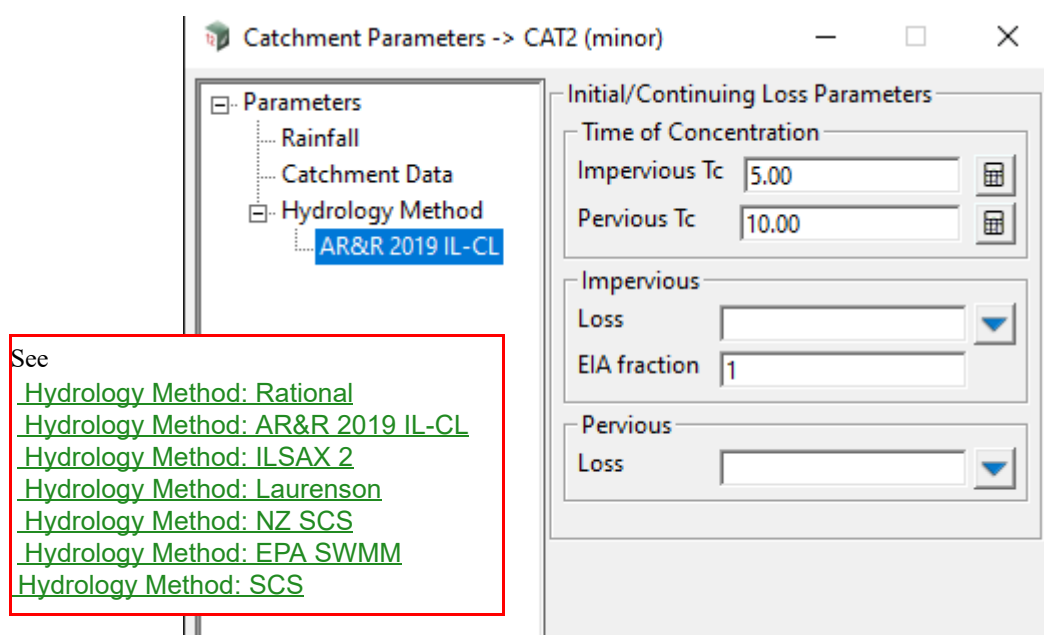 Catchment Parameters -> CAT2 (minor)
Parameters
Rainfall
Catchment Data
Hydrology Method
AR&R 2019 IL-CL
Initial/Continuing Loss Parameters
Time of Concentration
Impervious Tc 5.00
Pervious Tc 10.00
Impervious
Loss
EIA fraction 1
Pervious
Loss
See
Hydrology Method: Rational
Hydrology Method: AR&R 2019 IL-CL
Hydrology Method: ILSAX 2
Hydrology Method: Laurenson
Hydrology Method: NZ SCS
Hydrology Method: EPA SWMM
Hydrology Method: SCS